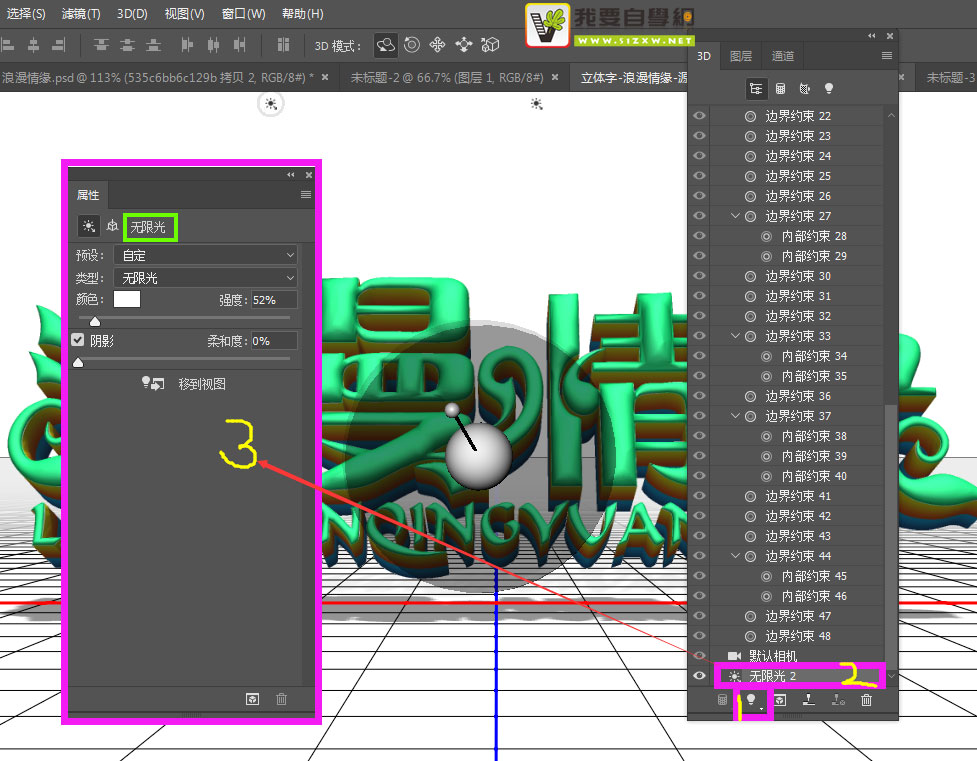 选择(S) 滤镜(T) 3D(D) 视图(V) 窗口(W) 帮助(H)
我要自學網
WWW.51ZXW.NET
3D 模式:
浪漫情缘.psd @ 113% (535c6bb6c129b 拷贝 2, RGB/8#) * ×
未标题-2 @ 66.7% (图层 1, RGB/8#) ×
立体字-浪漫情缘-源
未标题-3
3D 图层 通道
边界约束 22
边界约束 23
边界约束 24
边界约束 25
边界约束 26
边界约束 27
内部约束 28
内部约束 29
边界约束 30
边界约束 31
边界约束 32
边界约束 33
内部约束 34
内部约束 35
边界约束 36
边界约束 37
内部约束 38
内部约束 39
内部约束 40
边界约束 41
边界约束 42
边界约束 43
边界约束 44
内部约束 45
内部约束 46
边界约束 47
边界约束 48
默认相机
无限光 2
2
1
属性
无限光
预设: 自定
类型: 无限光
颜色: 强度: 52%
阴影 柔和度: 0%
移到视图
3